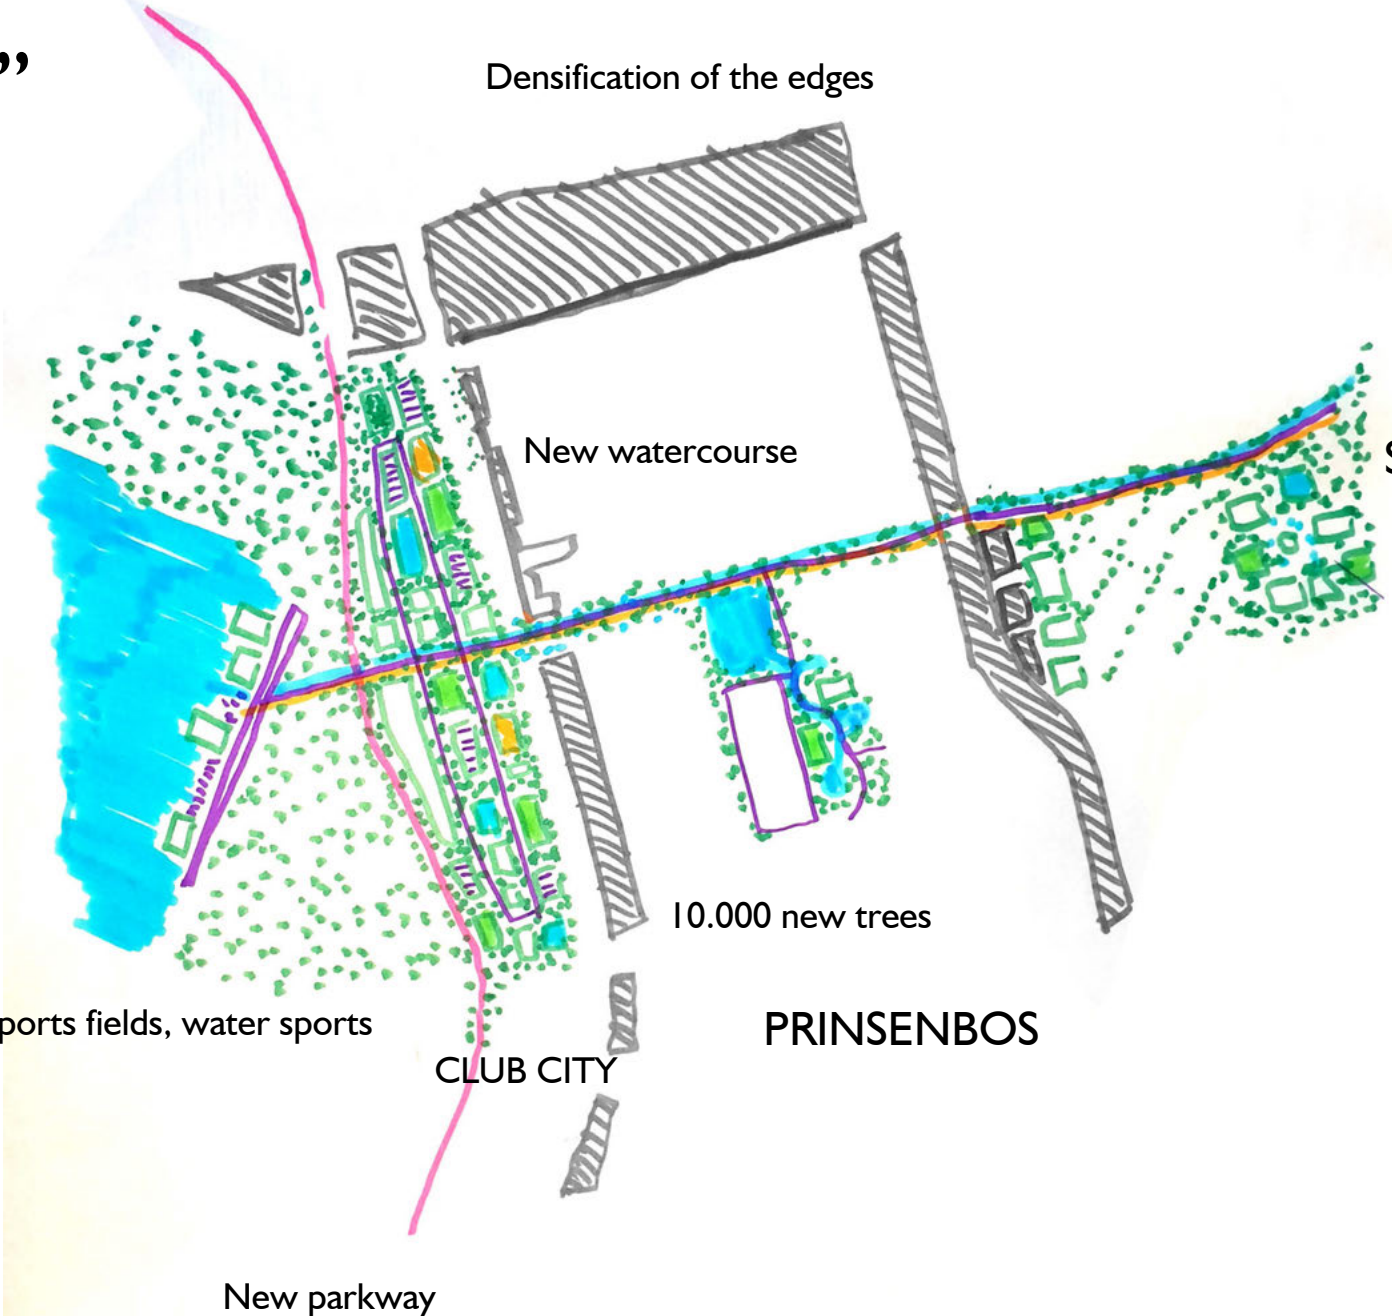 ”
Densification of the edges
New watercourse
S
10.000 new trees
ports fields, water sports
PRINSENBOS
CLUB CITY
New parkway